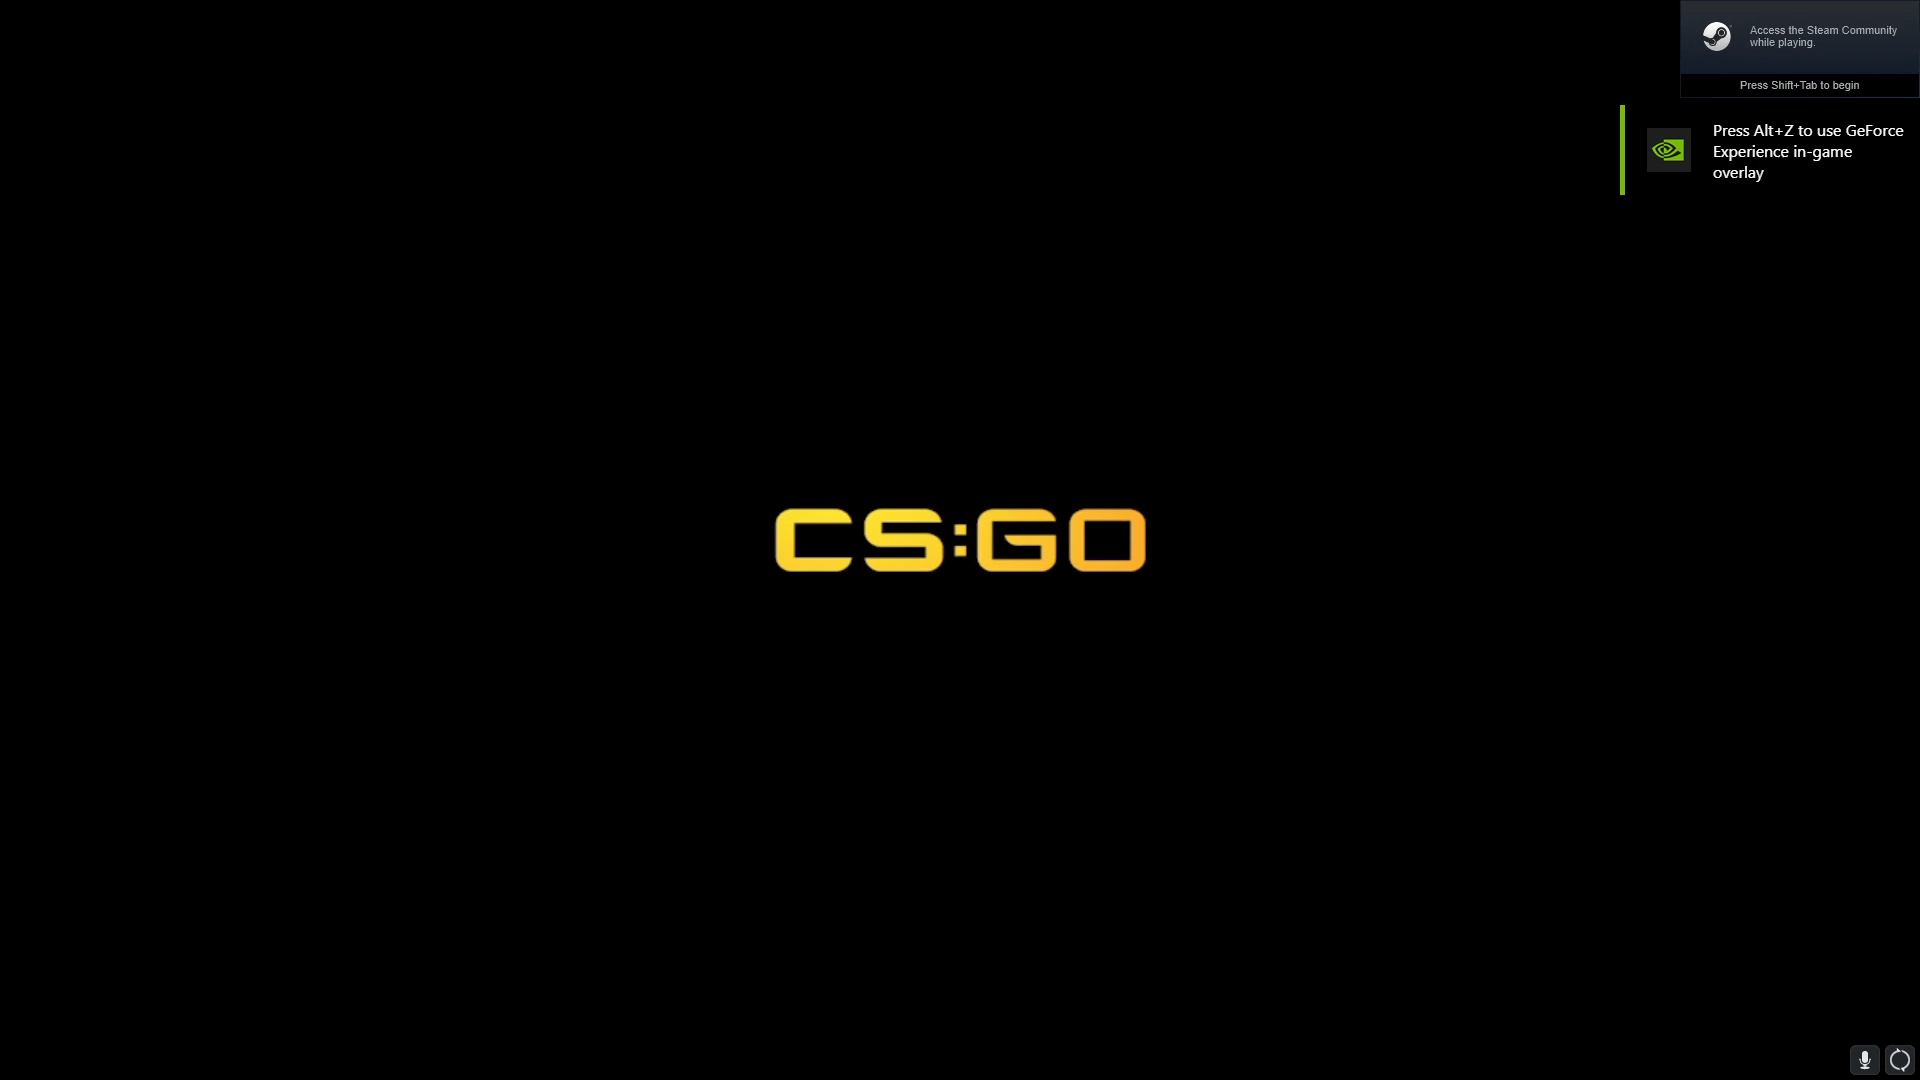 Access the Steam Community
while playing.
Press Shift+Tab to begin
Press Alt+Z to use GeForce
Experience in-game
overlay
CS:GO